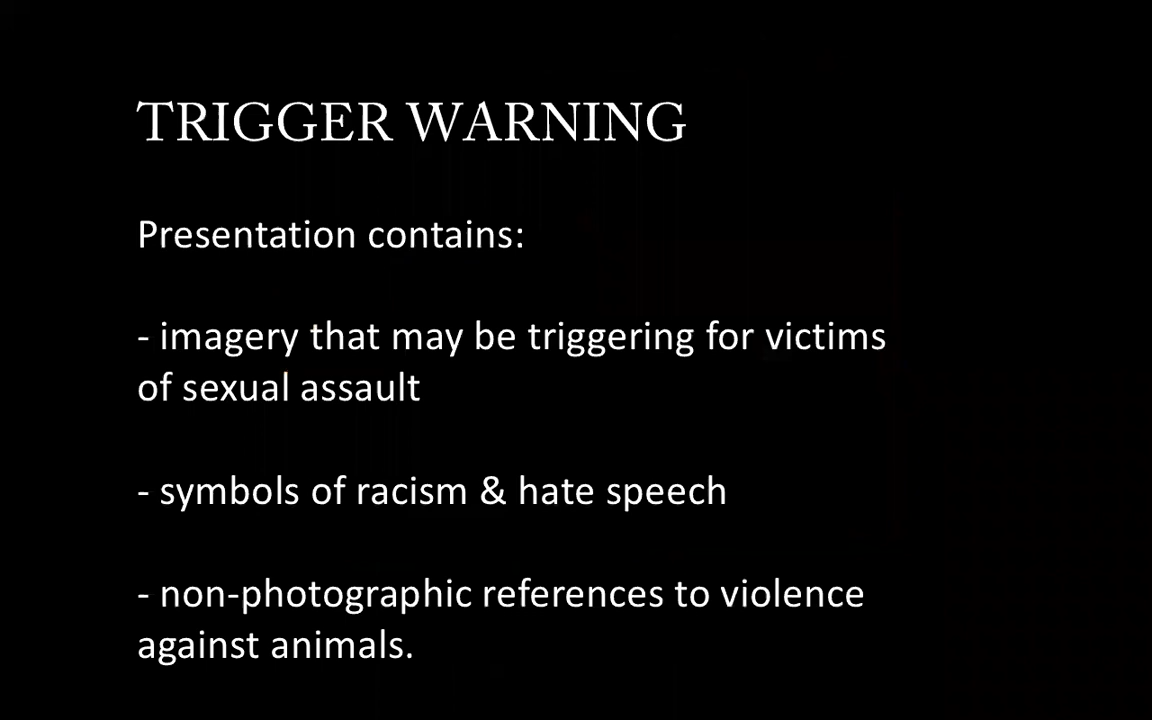 TRIGGER WARNING
Presentation contains:
- imagery that may be triggering for victims
of sexual assault
- symbols of racism & hate speech
- non-photographic references to violence
against animals.